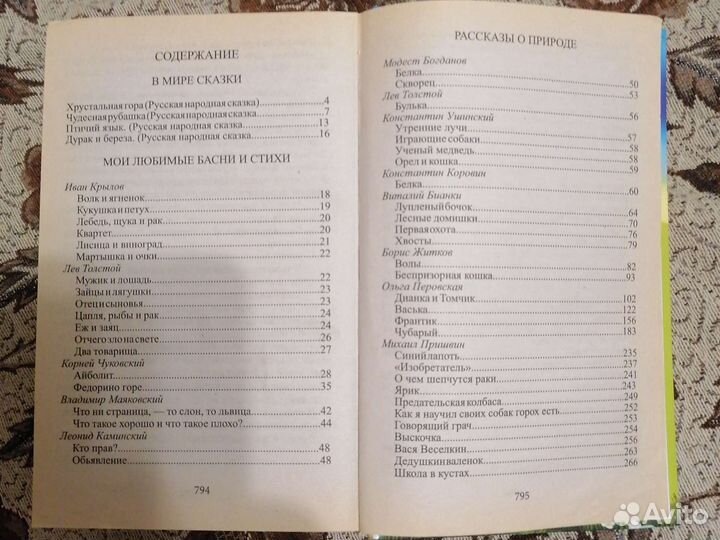 СОДЕРЖАНИЕ
В МИРЕ СКАЗКИ
Хрустальная гора (Русская народная сказка) 4
Чудесная рубашка (Русская народная сказка 7
Птичий язык. (Русская народная сказка 13
Дурак и береза. (Русская народная сказка 16
МОИ ЛЮБИМЫЕ БАСНИ И СТИХИ
Иван Крылов
Волк и ягненок 18
Кукушка и петух 19
Лебедь, щука и рак 20
Квартет 20
Лисица и виноград 21
Мартышка и очки 22
Лев Толстой
Мужик и лошадь 22
Зайцы и лягушки 23
Отец и сыновья 23
Цапля, рыбы и рак 24
Еж и заяц 24
Отчего зло на свете 26
Два товарища 27
Корней Чуковский
Айболит 28
Федорино горе 35
Владимир Маяковский
Что ни страница, — то слон, то львица 42
Что такое хорошо и что такое плохо? 44
Леонид Каминский
Кто прав? 48
Обьявление 48
794
РАССКАЗЫ О ПРИРОДЕ
Модест Богданов
Белка 50
Скворец 53
Лев Толстой
Булька 56
Константин Ушинский
Утренние лучи 57
Играющие собаки 58
Ученый медведь 58
Орел и кошка 59
Константин Коровин
Белка 60
Виталий Бианки
Лупленый бочок 64
Лесные домишки 70
Первая охота 76
Хвосты 79
Борис Житков
Волы 82
Беспризорная кошка 93
Ольга Перовская
Дианка и Томчик 102
Васька 122
Франтик 156
Чубарый 183
Михаил Пришвин
Синий лапоть 235
«Изобретатель» 237
О чем шепчутся раки 241
Ярик 243
Предательская колбаса 249
Как я научил своих собак горох есть 252
Говорящий грач 253
Выскочка 254
Вася Веселкин 256
Дедушкин валенок 261
Школа в кустах 266
795
Avito